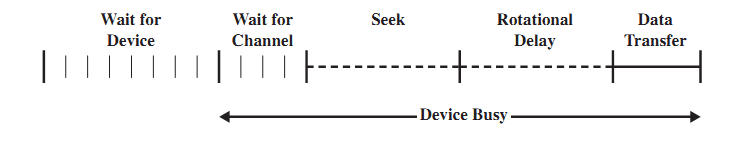 Wait for
Device
Wait for
Channel
Seek
Rotational
Delay
Data
Transfer
Device Busy